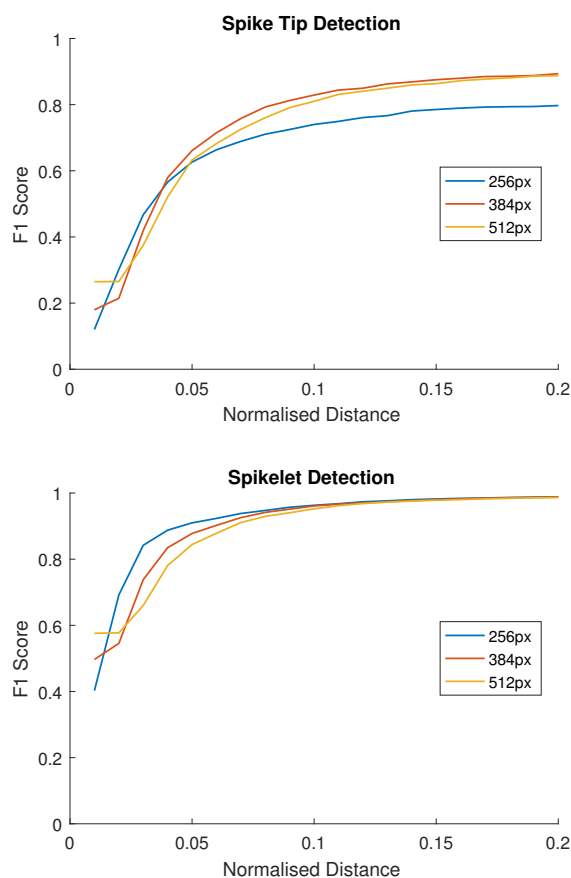 Spike Tip Detection
1
0.8
0.6
0.4
0.2
0
F1 Score
256px
384px
512px
0 0.05 0.1 0.15 0.2
Normalised Distance
Spikelet Detection
1
0.8
0.6
0.4
0.2
0
F1 Score
256px
384px
512px
0 0.05 0.1 0.15 0.2
Normalised Distance